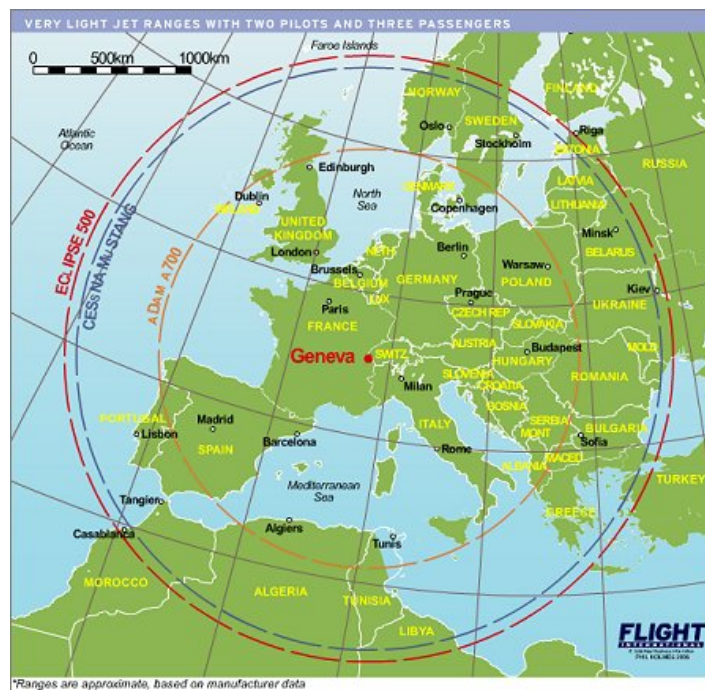 VERY LIGHT JET RANGES WITH TWO PILOTS AND THREE PASSENGERS
Faroe Islands
0 500km 1000km
NORWAY
FINLAND
SWEDEN
Atlantic
Ocean
Oslo
Stockholm
Riga
ESTONIA
RUSSIA
Edinburgh
North
Sea
DENMARK
LATVIA
LITHUANIA
Dublin
IRELAND
Copenhagen
UNITED
KINGDOM
Minsk
BELARUS
London
NETH
Berlin
Brussels
BELGIUM
GERMANY
Warsaw
POLAND
LUX
Prague
CZECH REP
Kiev
UKRAINE
Paris
FRANCE
SLOVAKIA
ECLIPSE 500
CESSNA MUSTANG
ADAM A700
Geneva
SWITZ
AUSTRIA
Budapest
HUNGARY
MOLD
SLOVENIA
CROATIA
ROMANIA
Milan
BOSNIA
SERBIA
MONT
BULGARIA
Sofia
PORTUGAL
Madrid
Lisbon
SPAIN
Barcelona
ITALY
Rome
ALBANIA
MACED
TURKEY
GREECE
Mediterranean
Sea
Tangier
Casablanca
Algiers
Tunis
MOROCCO
ALGERIA
TUNISIA
LIBYA
FLIGHT
INTERNATIONAL
*Ranges are approximate, based on manufacturer data